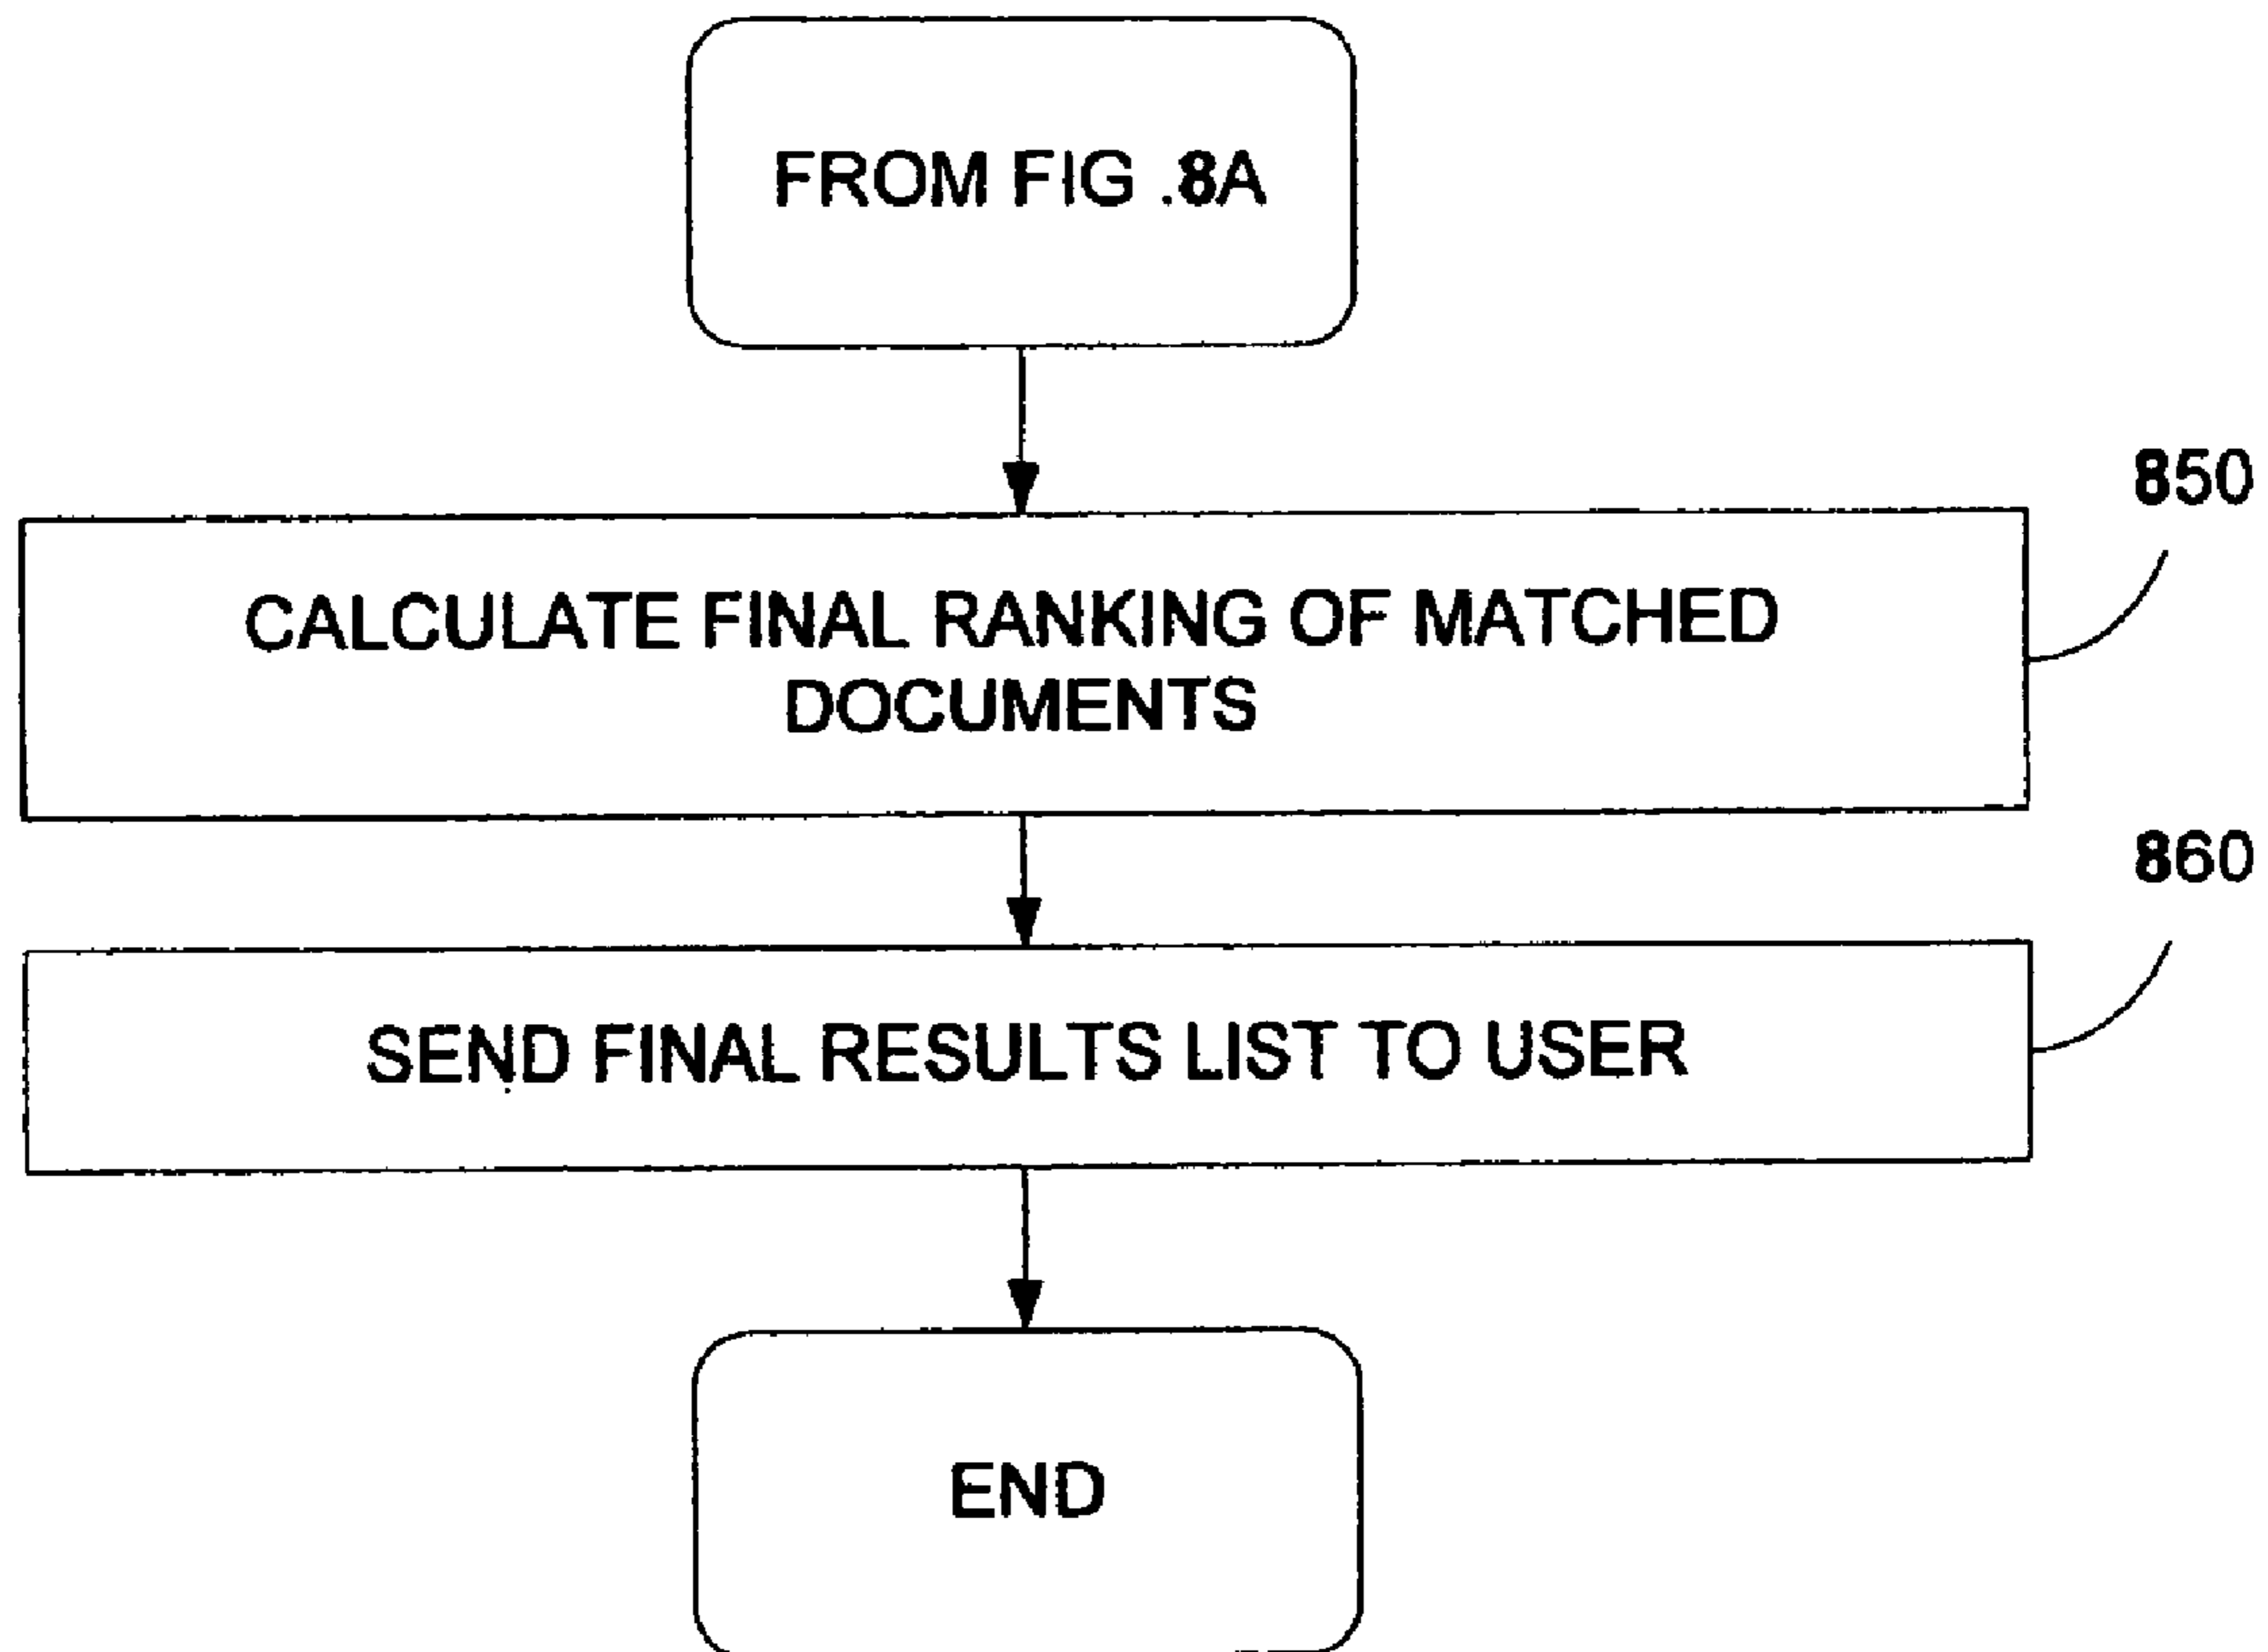 FROM FIG .8A
850
CALCULATE FINAL RANKING OF MATCHED
DOCUMENTS
860
SEND FINAL RESULTS LIST TO USER
END